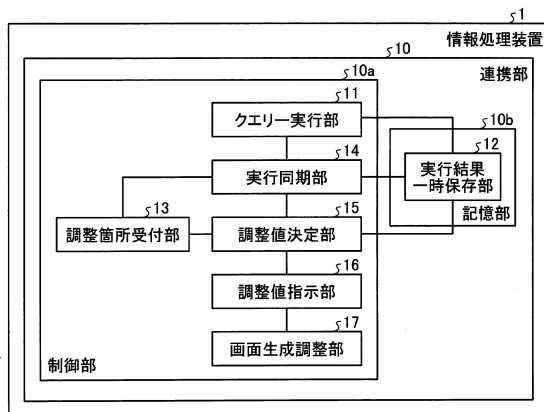 1
情報処理装置
10
連携部
10a
11
クエリー実行部
10b
14
12
実行同期部
実行結果
一時保存部
13
15
記憶部
調整箇所受付部
調整値決定部
16
調整値指示部
17
画面生成調整部
制御部